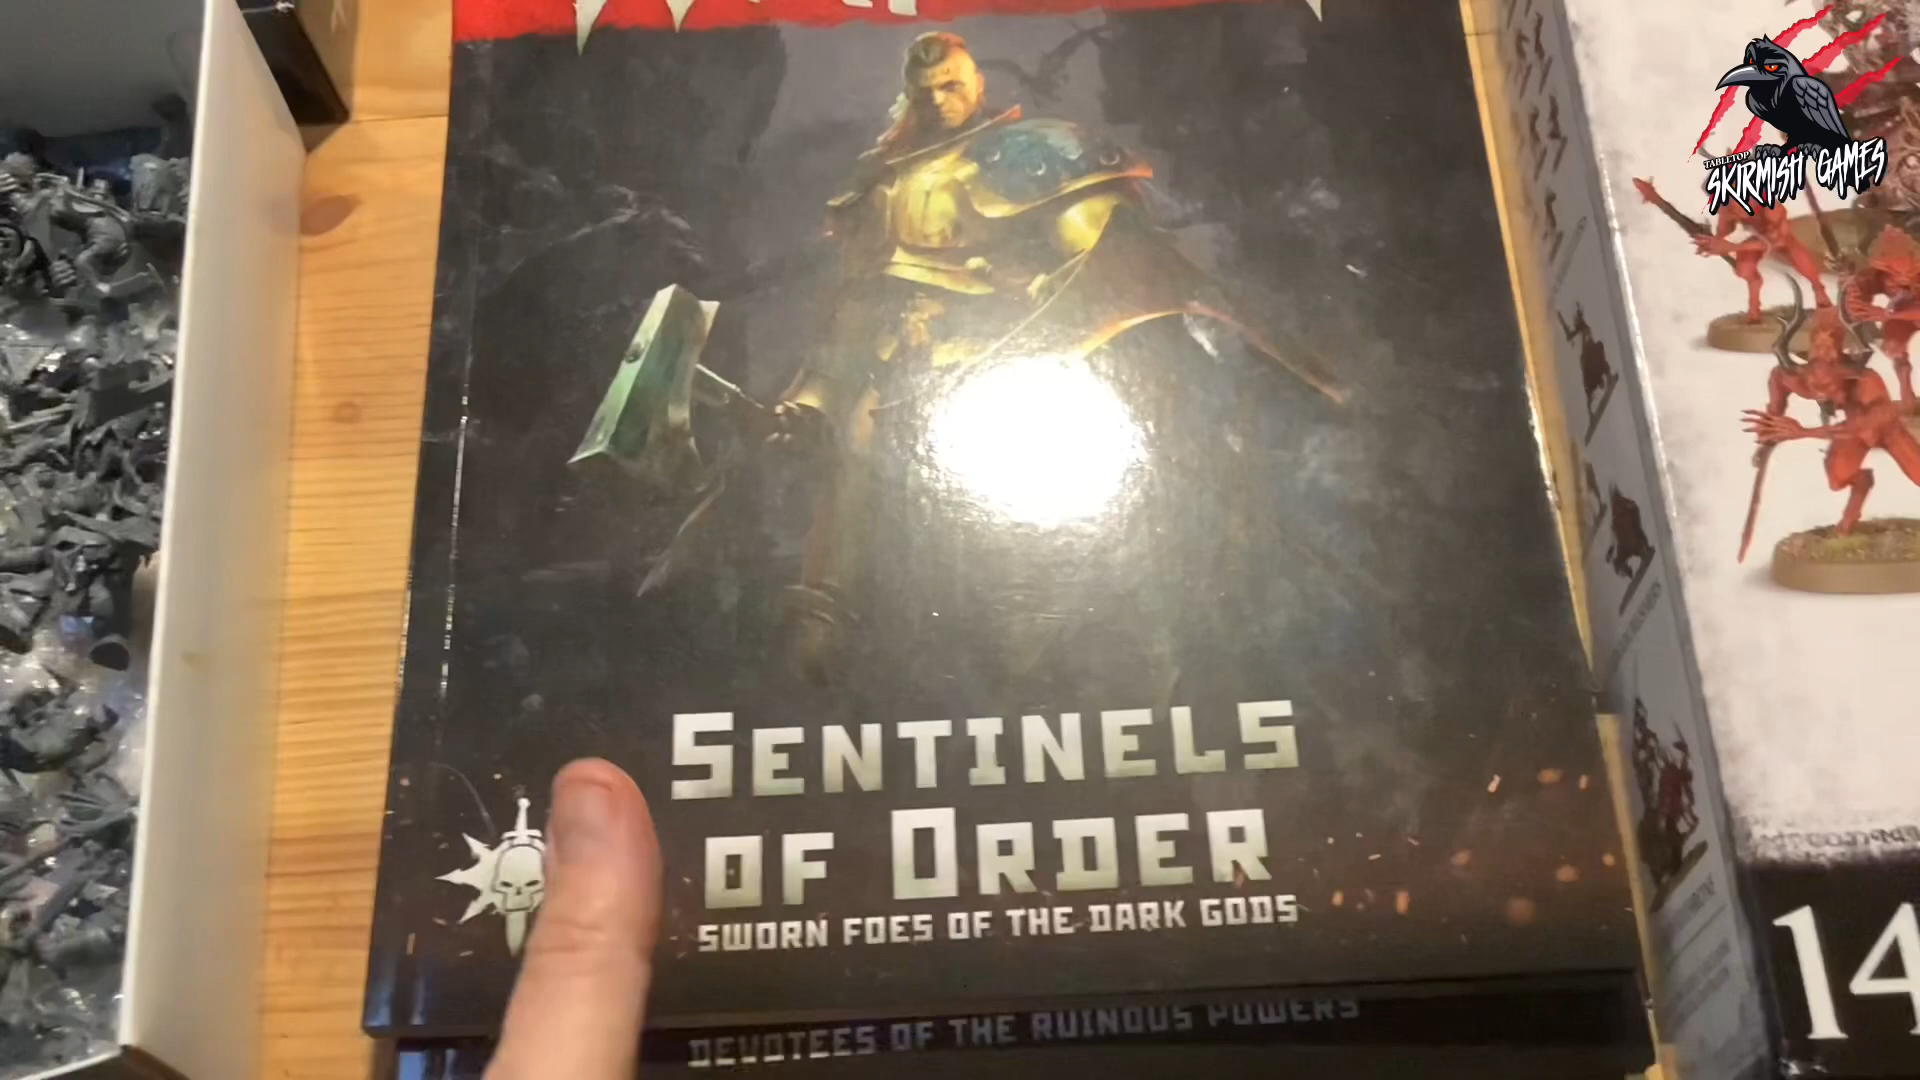 TABLETOP
SKIRMISH GAMES
SENTINELS
OF ORDER
SWORN FOES OF THE DARK GODS
DEVOTEES OF THE RUINOUS POWERS
14